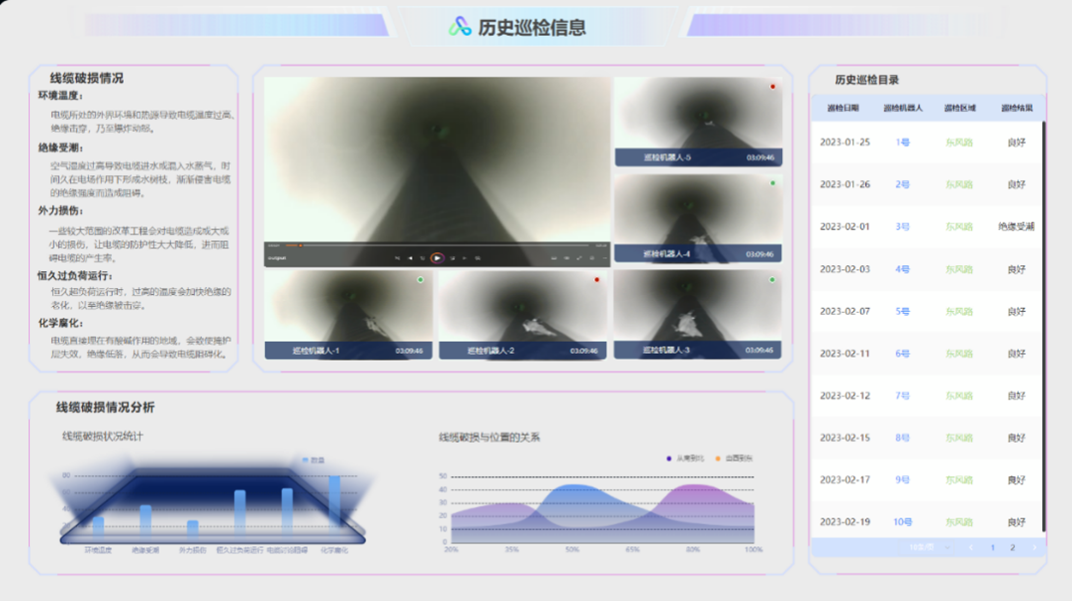 历史巡检信息
线缆破损情况
环境温度：
电缆所处的外界环境和热源导致电缆温度过高、
绝缘击穿，乃至爆炸动形。
绝缘受潮：
空气湿度过高导致电缆进水或混入水蒸气，时
间久在电场作用下形成水树枝，渐渐侵害电缆
的绝缘强度而造成阻碍。
外力损伤：
一些较大范围的改革工程会对电缆造成或大或
小的损伤，让电缆的防护性大大降低，进而阻
碍电缆的产生率。
恒久过负荷运行：
恒久超负荷运行时，过高的温度会加快绝缘的
老化，以至绝缘被击穿。
化学腐化：
电缆直接埋在有酸碱作用的地域，会致使掩护
层失效，绝缘低落，从而会导致电缆阻碍化。
巡检机器人-5 03:09:46
巡检机器人-4 03:09:46
巡检机器人-1 03:09:46
巡检机器人-2 03:09:46
巡检机器人-3 03:09:46
历史巡检目录
巡检日期 巡检机器人 巡检区域 巡检结果
2023-01-25 1号 东风路 良好
2023-01-26 2号 东风路 良好
2023-02-01 3号 东风路 绝缘受潮
2023-02-03 4号 东风路 良好
2023-02-07 5号 东风路 良好
2023-02-11 6号 东风路 良好
2023-02-12 7号 东风路 良好
2023-02-15 8号 东风路 良好
2023-02-17 9号 东风路 良好
2023-02-19 10号 东风路 良好
1 2
线缆破损情况分析
线缆破损状况统计
数量
环境温度 绝缘受潮 外力损伤 恒久过负荷运行 电缆过动阻碍 化学腐化
线缆破损与位置的关系
从南到北 由西到东
50
40
30
20
10
0
20% 25% 50% 65% 80% 100%